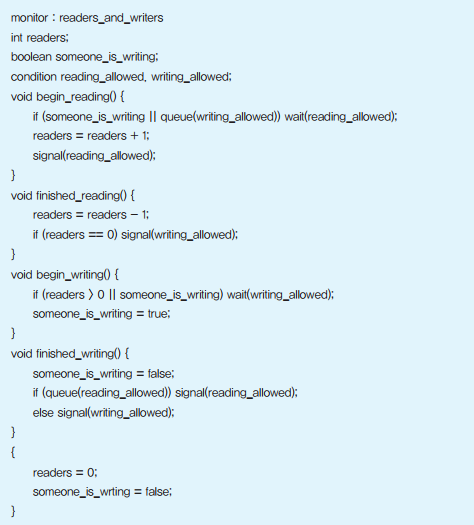 monitor : readers_and_writers
int readers;
boolean someone_is_writing;
condition reading_allowed, writing_allowed;
void begin_reading() {
if (someone_is_writing || queue(writing_allowed)) wait(reading_allowed);
readers = readers + 1;
signal(reading_allowed);
}
void finished_reading() {
readers = readers – 1;
if (readers == 0) signal(writing_allowed);
}
void begin_writing() {
if (readers > 0 || someone_is_writing) wait(writing_allowed);
someone_is_writing = true;
}
void finished_writing() {
someone_is_writing = false;
if (queue(reading_allowed)) signal(reading_allowed);
else signal(writing_allowed);
}
{
readers = 0;
someone_is_wrting = false;
}